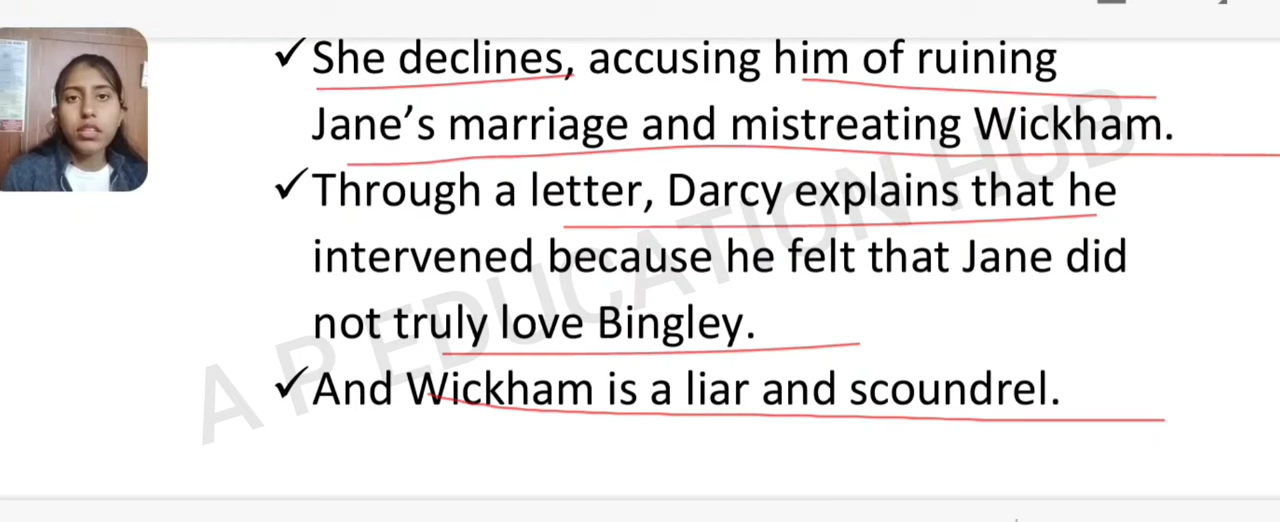 ✓ She declines, accusing him of ruining
Jane's marriage and mistreating Wickham.
✓ Through a letter, Darcy explains that he
intervened because he felt that Jane did
not truly love Bingley.
✓ And Wickham is a liar and scoundrel.
A P EDUCATION HUB